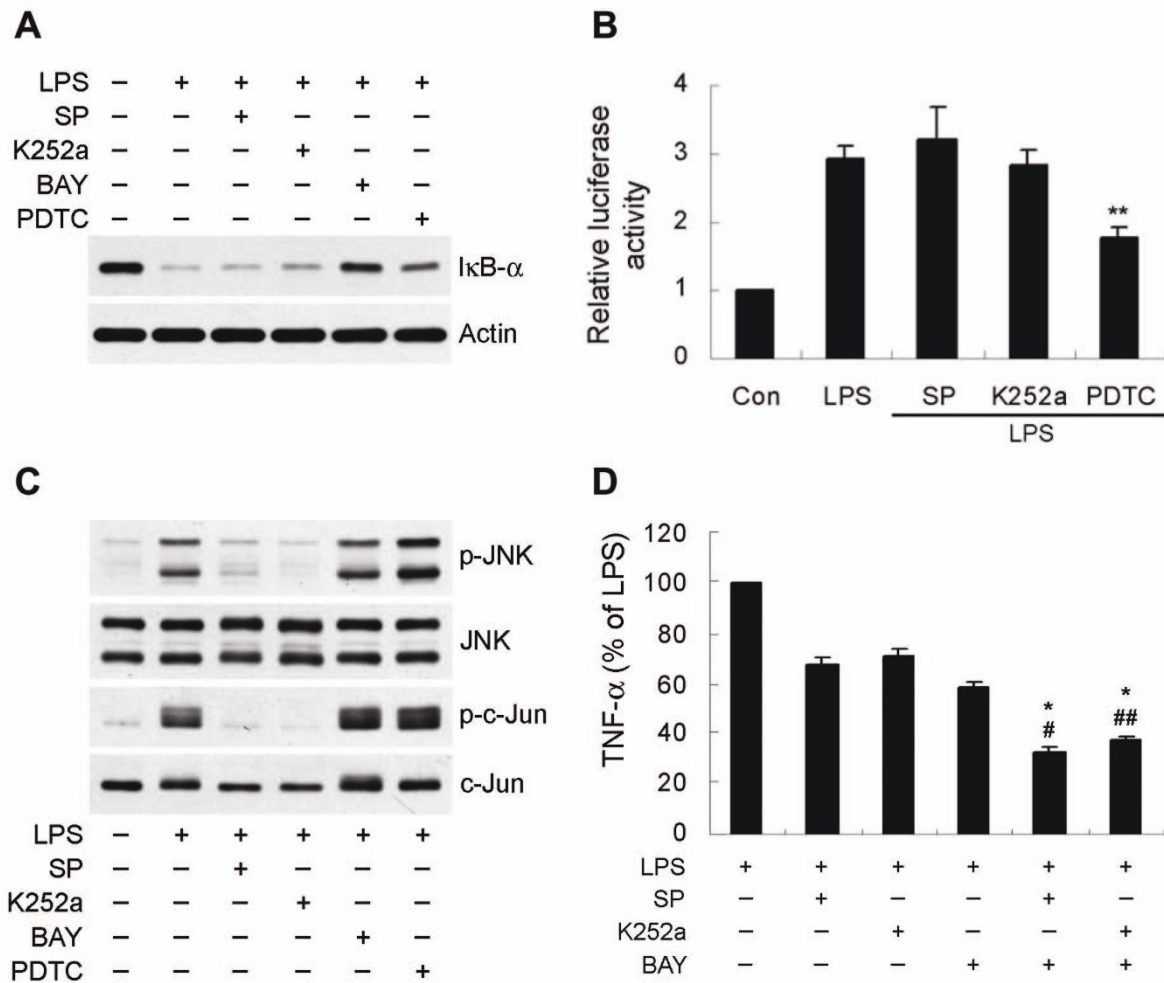 A
LPS – + + + + +
SP – – + – – –
K252a – – – + – –
BAY – – – – + –
PDTC – – – – – +
IκB-α
Actin
B
Relative luciferase
activity
4
3
2
1
0
**
Con LPS SP K252a PDTC
LPS
C
p-JNK
JNK
p-c-Jun
c-Jun
LPS – + + + + +
SP – – + – – –
K252a – – – + – –
BAY – – – – + –
PDTC – – – – – +
D
TNF-α (% of LPS)
120
100
80
60
40
20
0
* *
# ##
LPS + + + + + +
SP – + – – + –
K252a – – + – – +
BAY – – – + + +